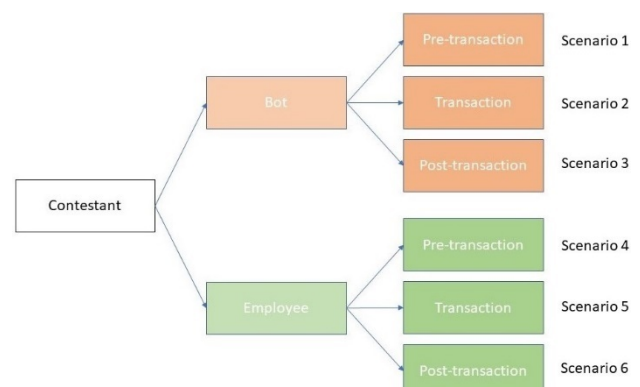 Pre-transaction Scenario 1
Bot
Transaction Scenario 2
Post-transaction Scenario 3
Contestant
Pre-transaction Scenario 4
Employee
Transaction Scenario 5
Post-transaction Scenario 6